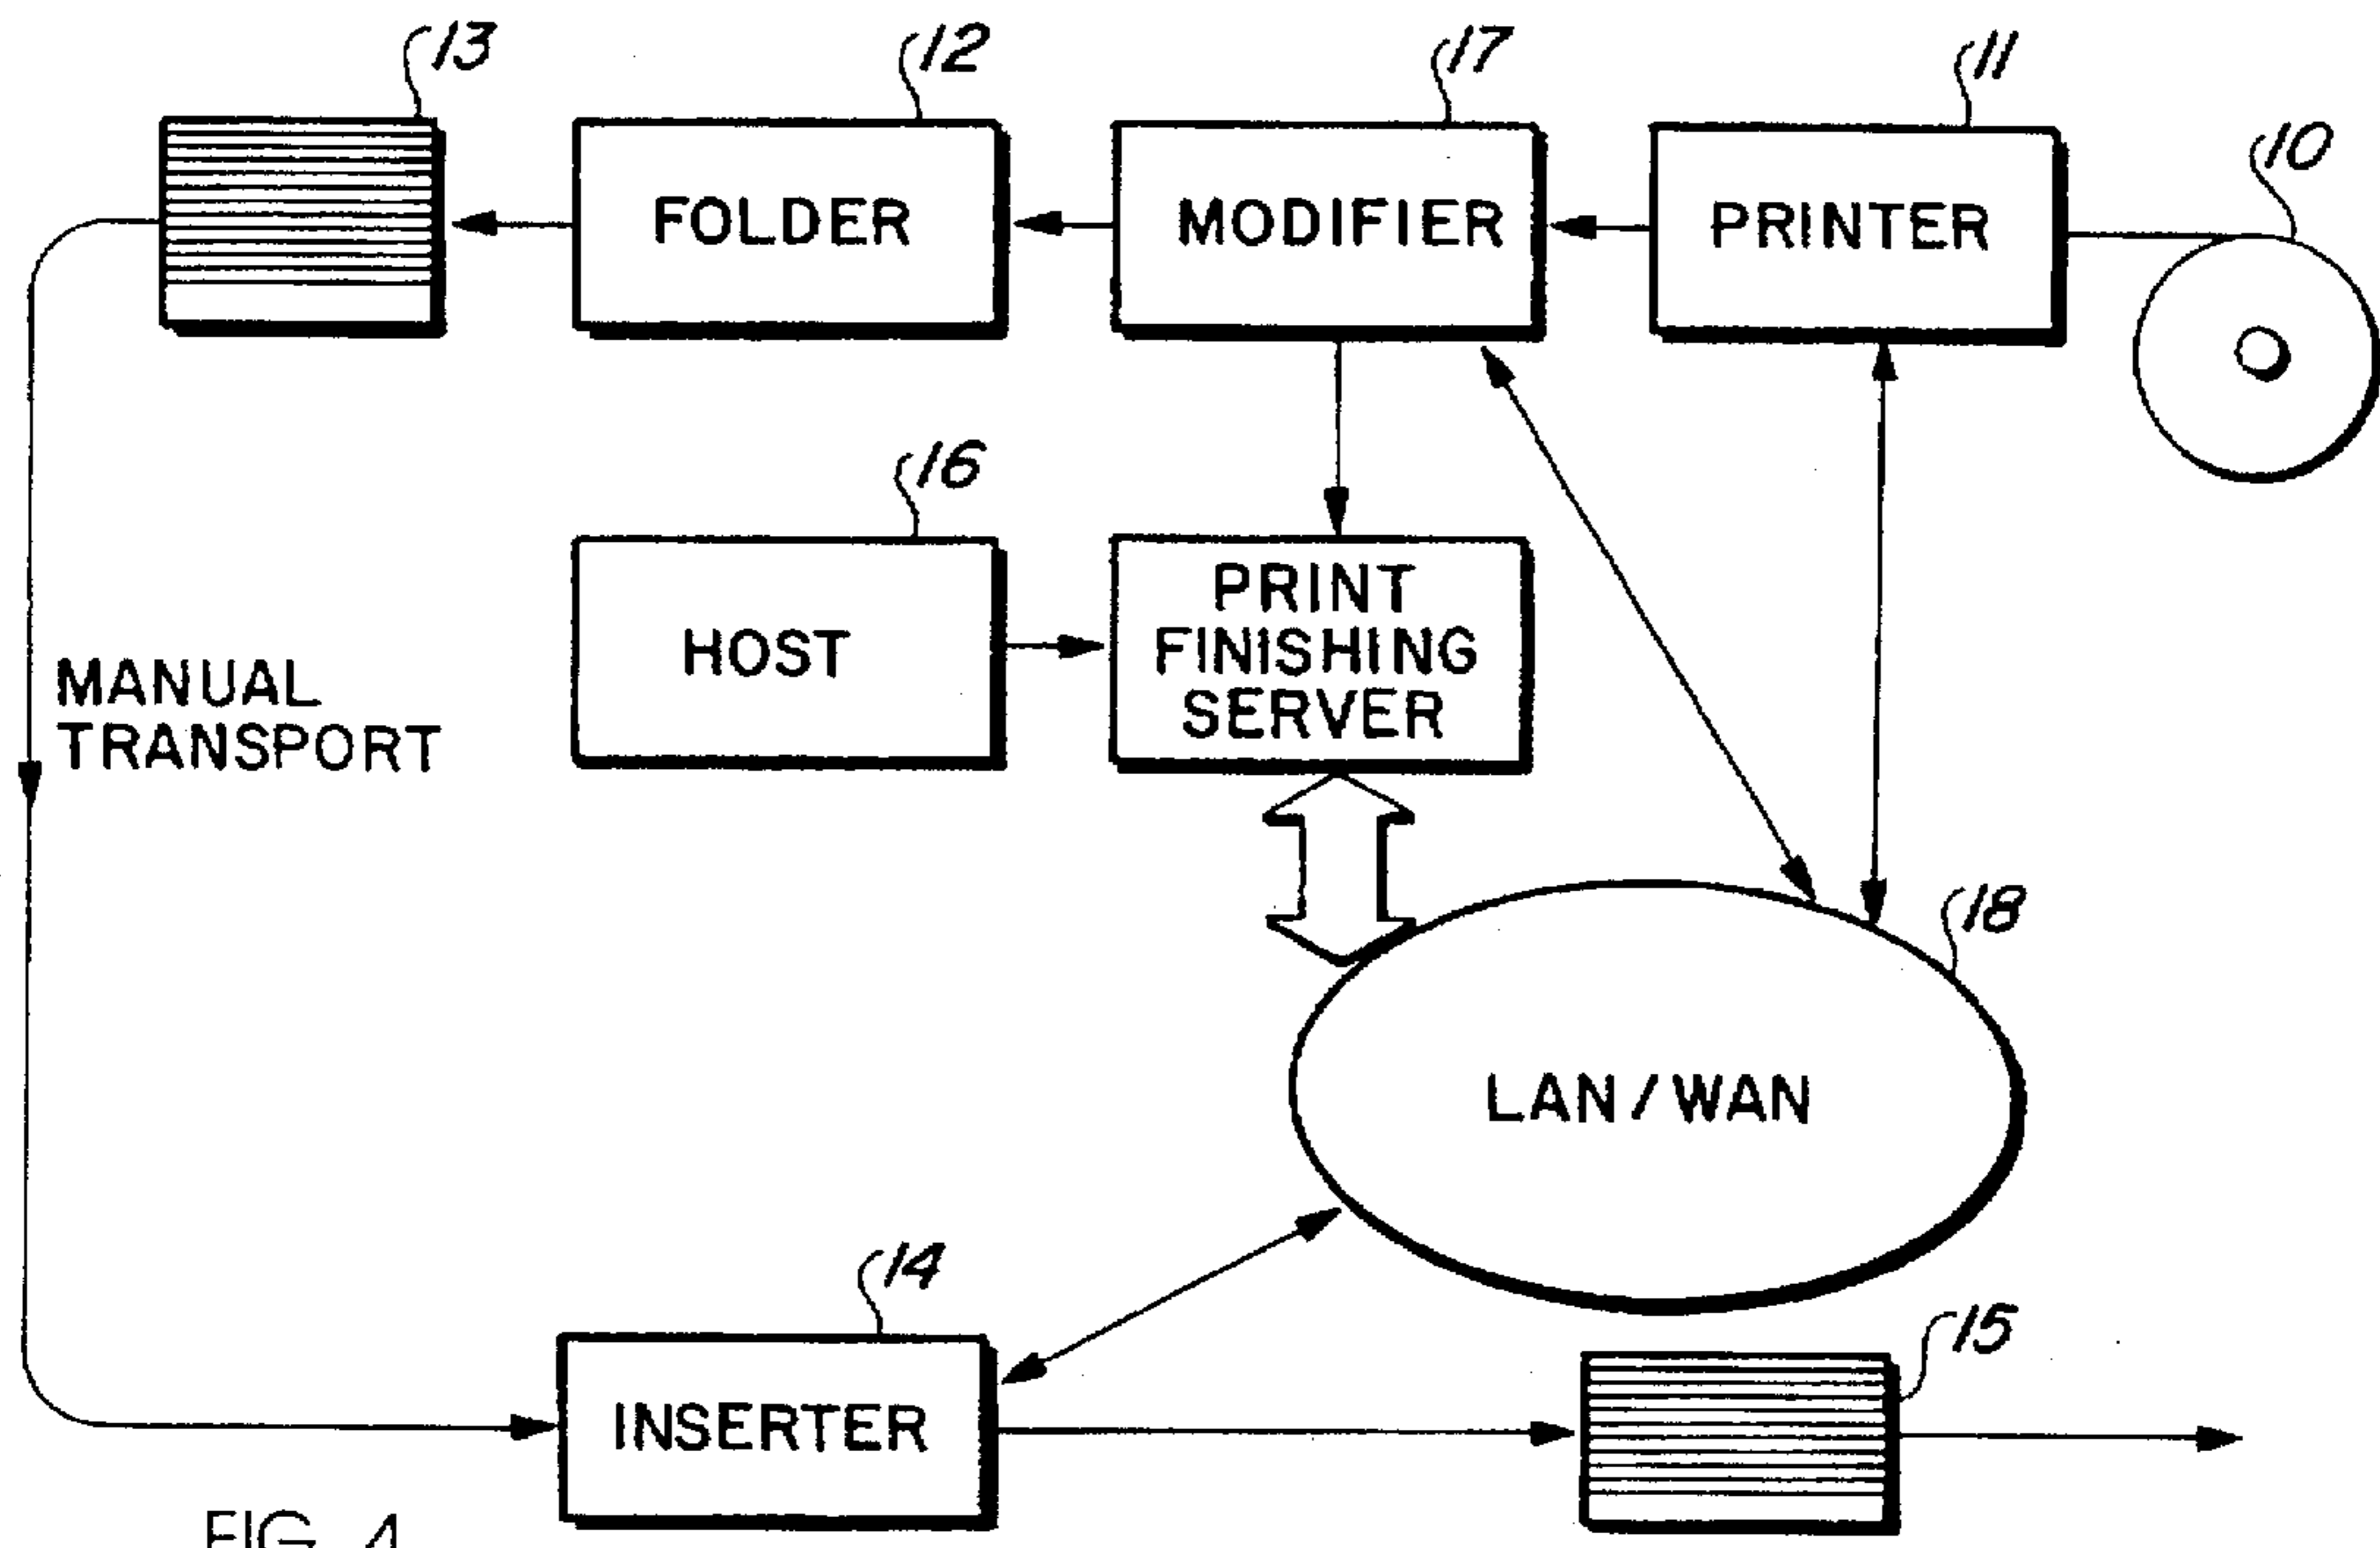 13
12
17
11
10
FOLDER
MODIFIER
PRINTER
16
HOST
PRINT
FINISHING
SERVER
MANUAL
TRANSPORT
18
LAN/WAN
14
15
INSERTER
FIG. 4